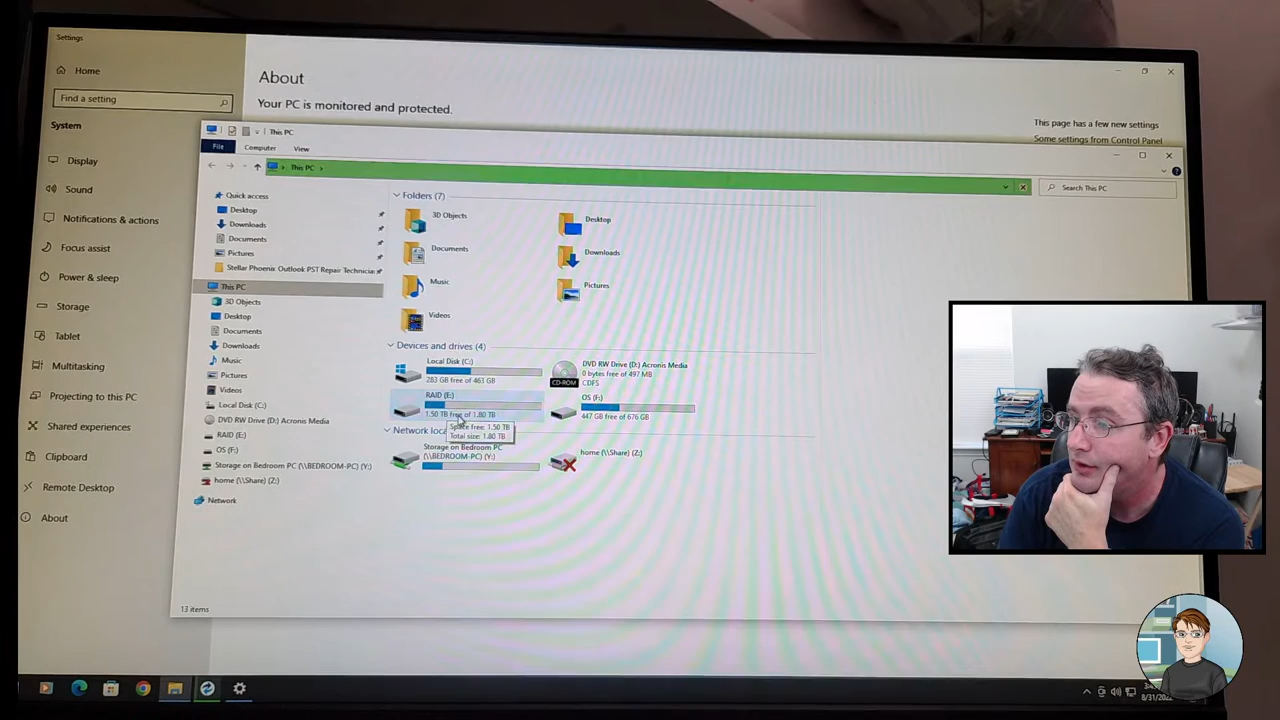 Settings
Home
Find a setting
System
Display
Sound
Notifications & actions
Focus assist
Power & sleep
Storage
Tablet
Multitasking
Projecting to this PC
Shared experiences
Clipboard
Remote Desktop
About
About
Your PC is monitored and protected.
This page has a few new settings
Some settings from Control Panel
This PC
File
Computer
View
This PC
Search This PC
Quick access
Desktop
Downloads
Documents
Pictures
Stellar Phoenix Outlook PST Repair Technicia
This PC
3D Objects
Desktop
Documents
Downloads
Music
Pictures
Videos
Local Disk (C:)
DVD RW Drive (D:) Acronis Media
RAID (E:)
OS (F:)
Storage on Bedroom PC (\\BEDROOM-PC) (Y:)
home (\\Share) (Z:)
Network
Folders (7)
3D Objects
Desktop
Documents
Downloads
Music
Pictures
Videos
Devices and drives (4)
Local Disk (C:)
283 GB free of 463 GB
DVD RW Drive (D:) Acronis Media
0 bytes free of 497 MB
CDFS
CD-ROM
RAID (E:)
1.50 TB free of 1.80 TB
OS (F:)
447 GB free of 676 GB
Space free: 1.50 TB
Total size: 1.80 TB
Network loca
Storage on Bedroom PC
(\\BEDROOM-PC) (Y:)
home (\\Share) (Z:)
13 items